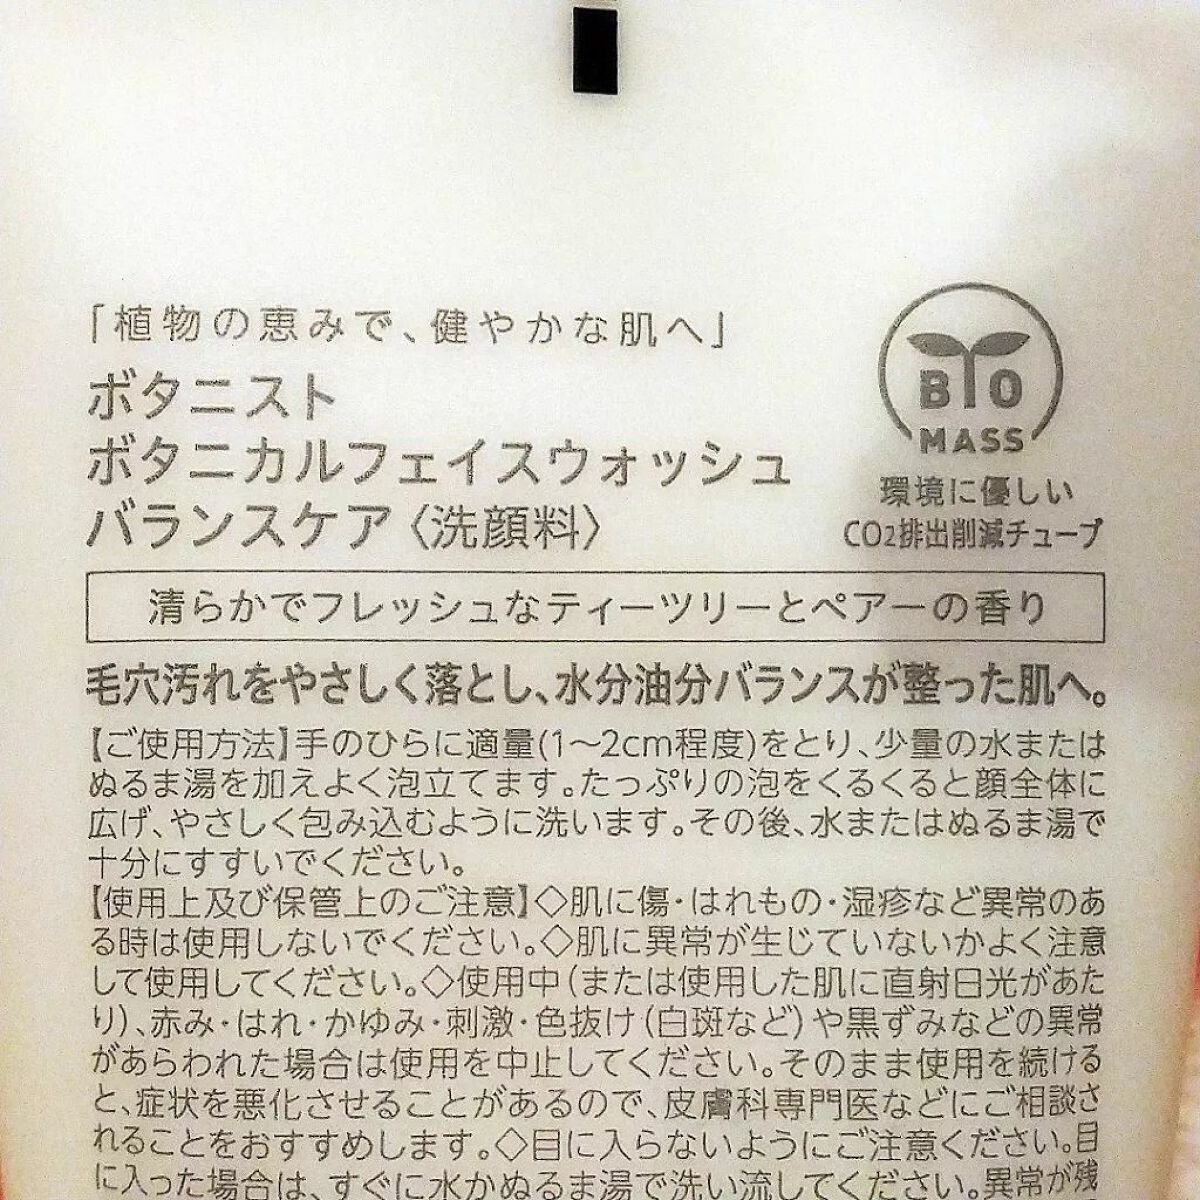 「植物の恵みで、健やかな肌へ」
ボタニスト
ボタニカルフェイスウォッシュ
バランスケア〈洗顔料〉
BIO
MASS
環境に優しい
CO2排出削減チューブ
清らかでフレッシュなティーツリーとペアーの香り
毛穴汚れをやさしく落とし、水分油分バランスが整った肌へ。
【ご使用方法】手のひらに適量(1〜2cm程度)をとり、少量の水または
ぬるま湯を加えよく泡立てます。たっぷりの泡をくるくると顔全体に
広げ、やさしく包み込むように洗います。その後、水またはぬるま湯で
十分にすすいでください。
【使用上及び保管上のご注意】◇肌に傷・はれもの・湿疹など異常のあ
る時は使用しないでください。◇肌に異常が生じていないかよく注意
して使用してください。◇使用中(または使用した肌に直射日光があた
り)、赤み・はれ・かゆみ・刺激・色抜け(白斑など)や黒ずみなどの異常
があらわれた場合は使用を中止してください。そのまま使用を続ける
と、症状を悪化させることがあるので、皮膚科専門医などにご相談さ
れることをおすすめします。◇目に入らないようにご注意ください。目
に入った場合は、すぐに水かぬるま湯で洗い流してください。異常が残